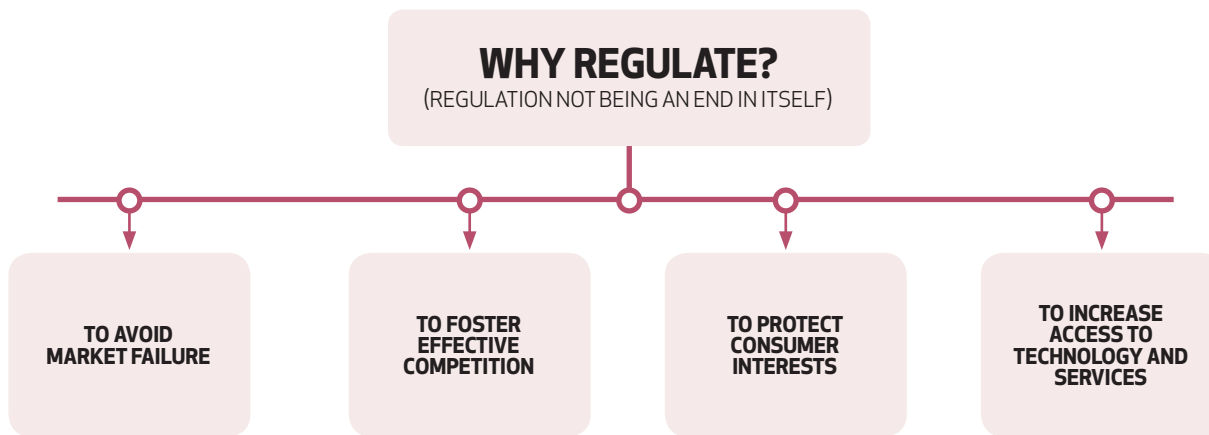 WHY REGULATE?
(REGULATION NOT BEING AN END IN ITSELF)
TO AVOID
MARKET FAILURE
TO FOSTER
EFFECTIVE
COMPETITION
TO PROTECT
CONSUMER
INTERESTS
TO INCREASE
ACCESS TO
TECHNOLOGY AND
SERVICES